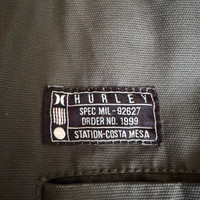 HURLEY
SPEC MIL-92627
ORDER NO. 1999
STATION-COSTA MESA